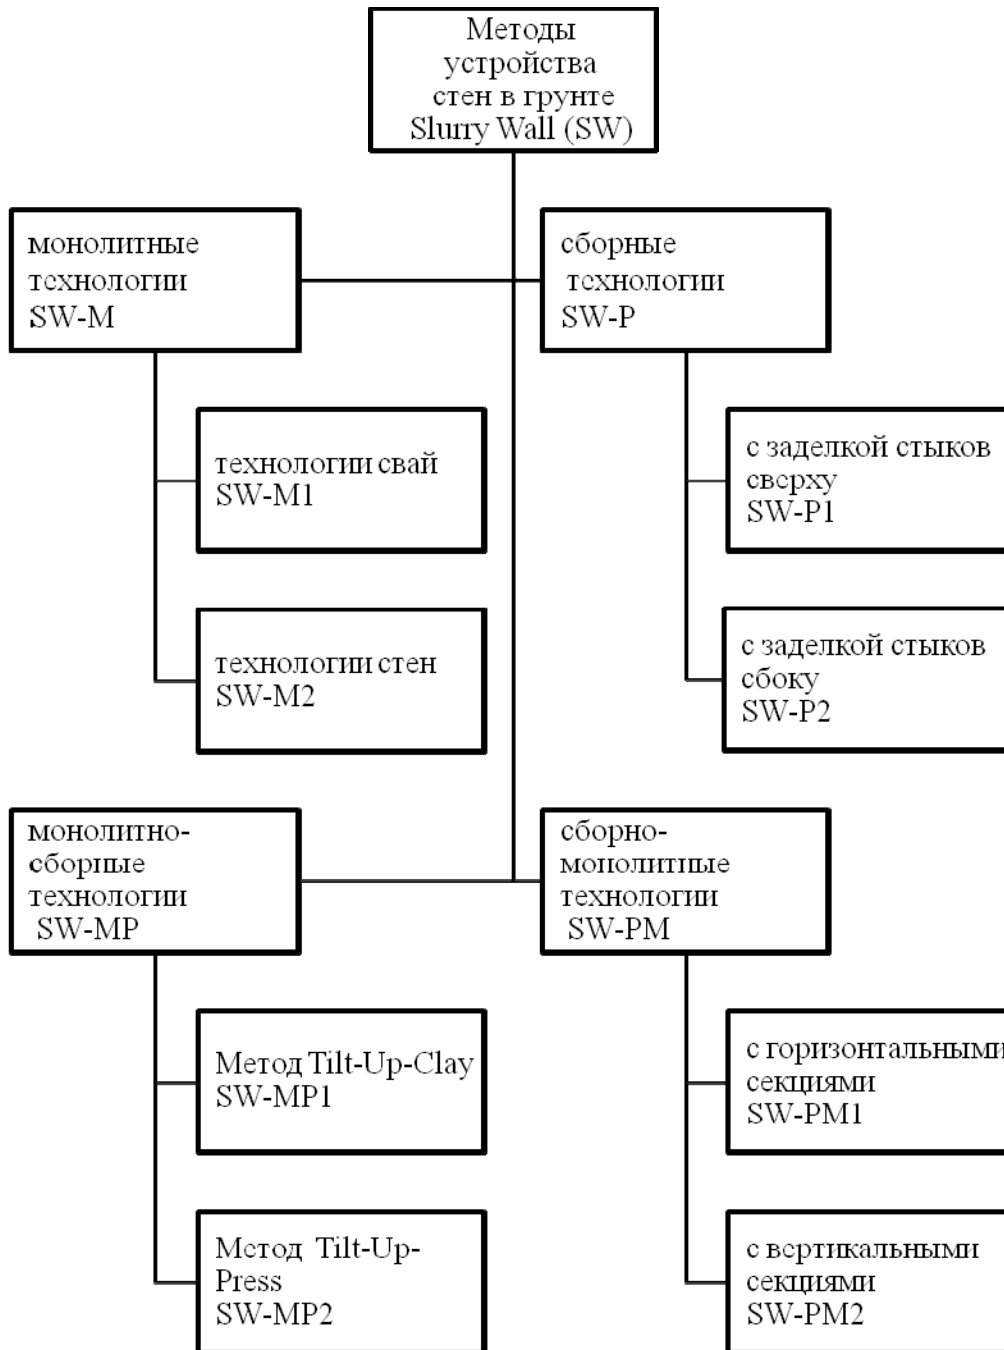 Методы
устройства
стен в грунте
Slurry Wall (SW)
монолитные
технологии
SW-M
сборные
технологии
SW-P
технологии свай
SW-M1
с заделкой стыков
сверху
SW-P1
технологии стен
SW-M2
с заделкой стыков
сбоку
SW-P2
монолитно-
сборные
технологии
SW-MP
сборно-
монолитные
технологии
SW-PM
Метод Tilt-Up-Clay
SW-MP1
с горизонтальными
секциями
SW-PM1
Метод Tilt-Up-
Press
SW-MP2
с вертикальными
секциями
SW-PM2